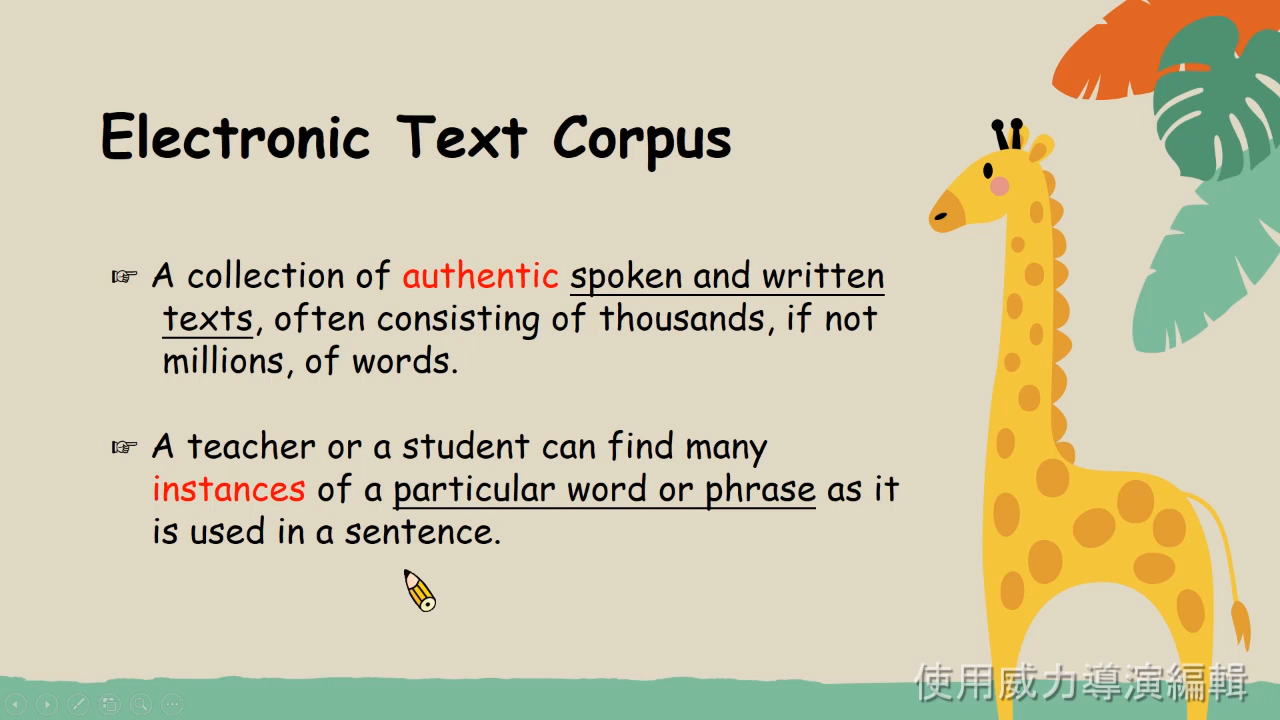 Electronic Text Corpus
☞ A collection of authentic spoken and written
texts, often consisting of thousands, if not
millions, of words.
☞ A teacher or a student can find many
instances of a particular word or phrase as it
is used in a sentence.
使用威力導演編輯